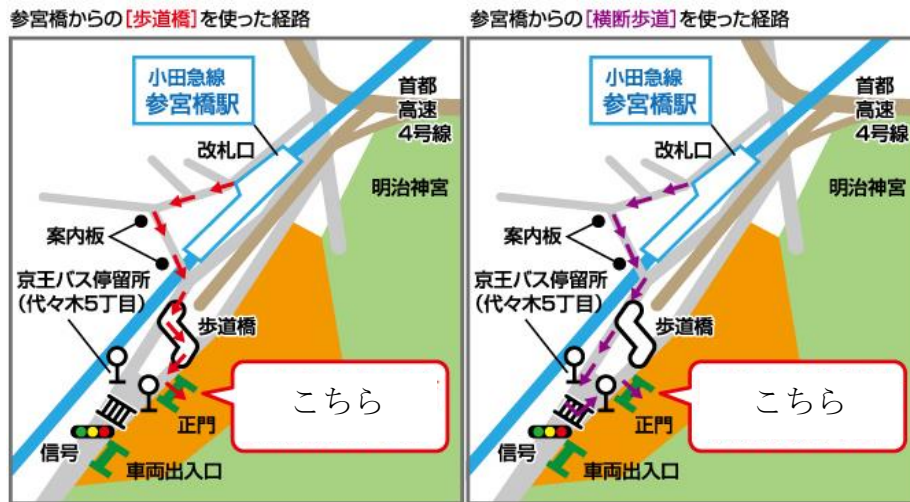 参宮橋からの[歩道橋]を使った経路
小田急線
参宮橋駅
首都
高速
4号線
改札口
明治神宮
案内板
京王バス停留所
(代々木5丁目)
歩道橋
こちら
正門
信号
車両出入口
参宮橋からの[横断歩道]を使った経路
小田急線
参宮橋駅
首都
高速
4号線
改札口
明治神宮
案内板
京王バス停留所
(代々木5丁目)
歩道橋
こちら
正門
信号
車両出入口